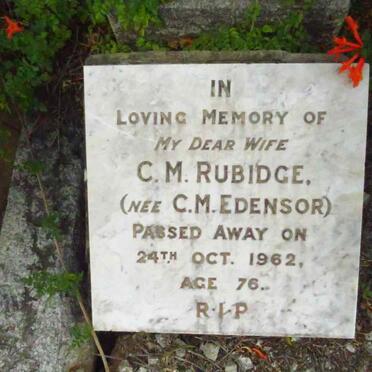 IN
LOVING MEMORY OF
MY DEAR WIFE
C.M. RUBIDGE.
(NEE C.M. EDENSOR)
PASSED AWAY ON
24TH OCT. 1962,
AGE 76.
R.I.P